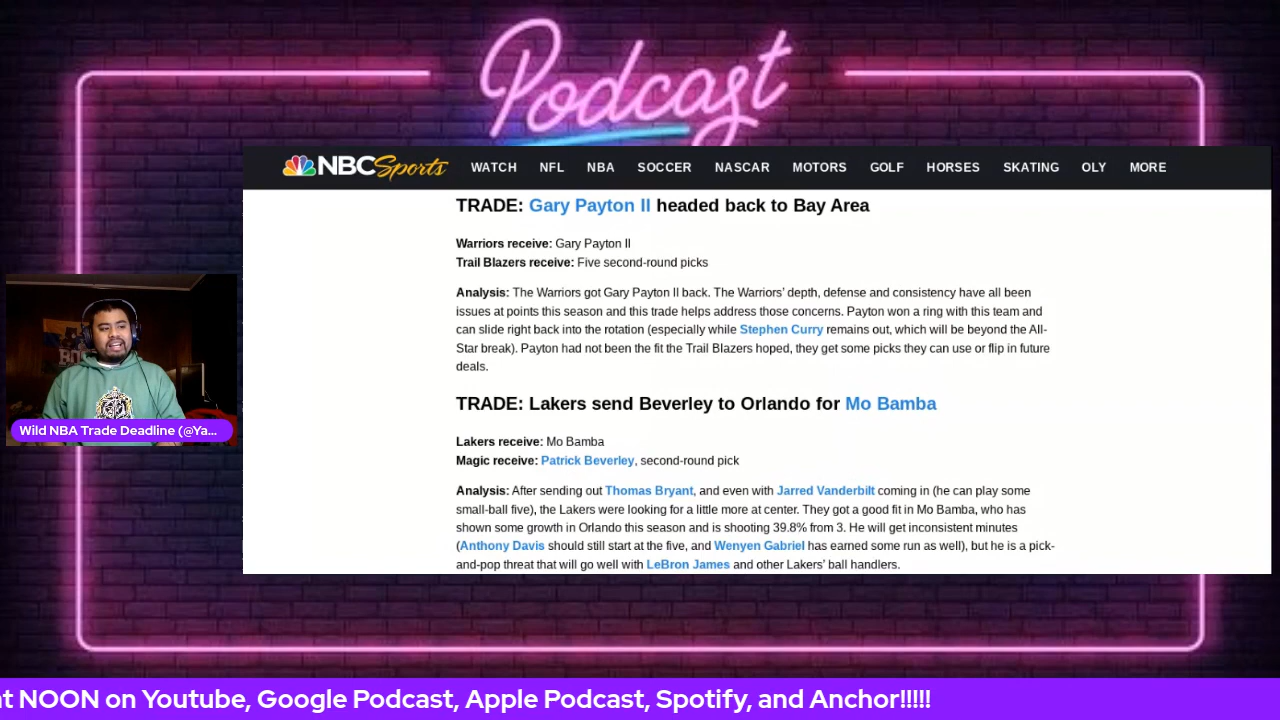 Podcast
NBC Sports WATCH NFL NBA SOCCER NASCAR MOTORS GOLF HORSES SKATING OLY MORE
TRADE: Gary Payton II headed back to Bay Area
Warriors receive: Gary Payton II
Trail Blazers receive: Five second-round picks
Analysis: The Warriors got Gary Payton II back. The Warriors' depth, defense and consistency have all been
issues at points this season and this trade helps address those concerns. Payton won a ring with this team and
can slide right back into the rotation (especially while Stephen Curry remains out, which will be beyond the All-
Star break). Payton had not been the fit the Trail Blazers hoped, they get some picks they can use or flip in future
deals.
TRADE: Lakers send Beverley to Orlando for Mo Bamba
Lakers receive: Mo Bamba
Magic receive: Patrick Beverley, second-round pick
Analysis: After sending out Thomas Bryant, and even with Jarred Vanderbilt coming in (he can play some
small-ball five), the Lakers were looking for a little more at center. They got a good fit in Mo Bamba, who has
shown some growth in Orlando this season and is shooting 39.8% from 3. He will get inconsistent minutes
(Anthony Davis should still start at the five, and Wenyen Gabriel has earned some run as well), but he is a pick-
and-pop threat that will go well with LeBron James and other Lakers' ball handlers.
Wild NBA Trade Deadline (@Ya...
at NOON on Youtube, Google Podcast, Apple Podcast, Spotify, and Anchor!!!!!